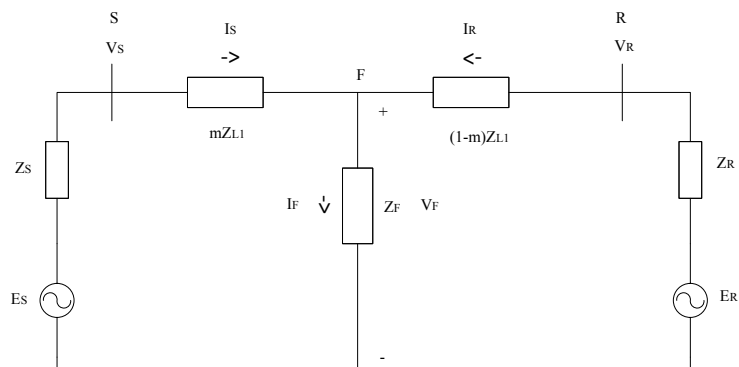 S
R
VS
IS
IR
VR
->
<-
F
+
mZL1
(1-m)ZL1
ZS
ZR
IF
ZF
VF
ES
ER
-